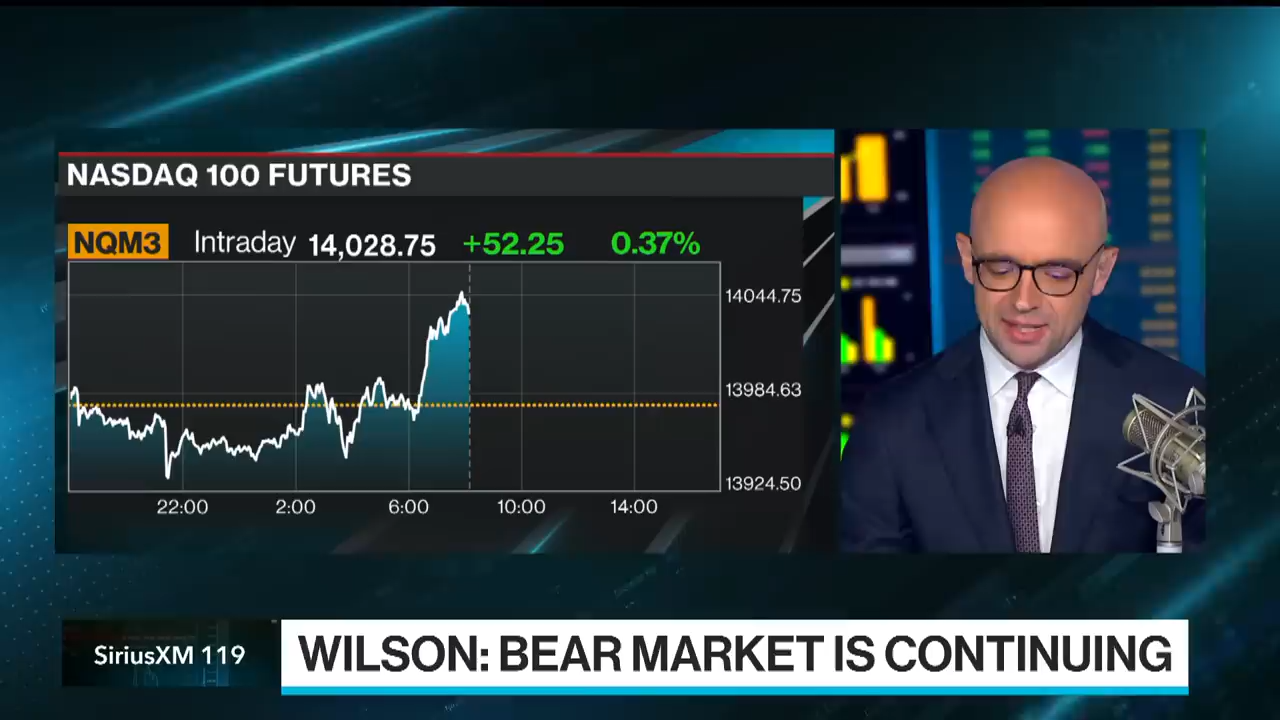 NASDAQ 100 FUTURES
NQM3 Intraday 14,028.75 +52.25 0.37%
14044.75
13984.63
13924.50
22:00 2:00 6:00 10:00 14:00
SiriusXM 119
WILSON: BEAR MARKET IS CONTINUING